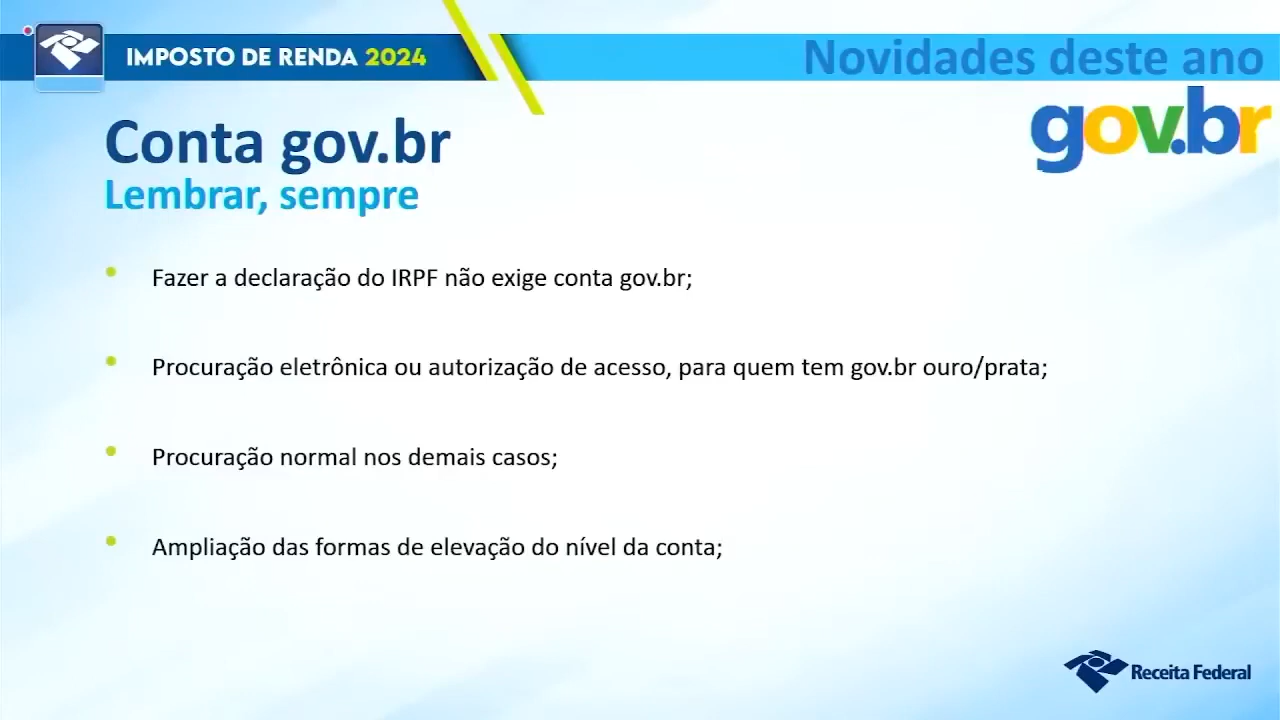 IMPOSTO DE RENDA 2024
Novidades deste ano
gov.br
Conta gov.br
Lembrar, sempre
• Fazer a declaração do IRPF não exige conta gov.br;
• Procuração eletrônica ou autorização de acesso, para quem tem gov.br ouro/prata;
• Procuração normal nos demais casos;
• Ampliação das formas de elevação do nível da conta;
Receita Federal